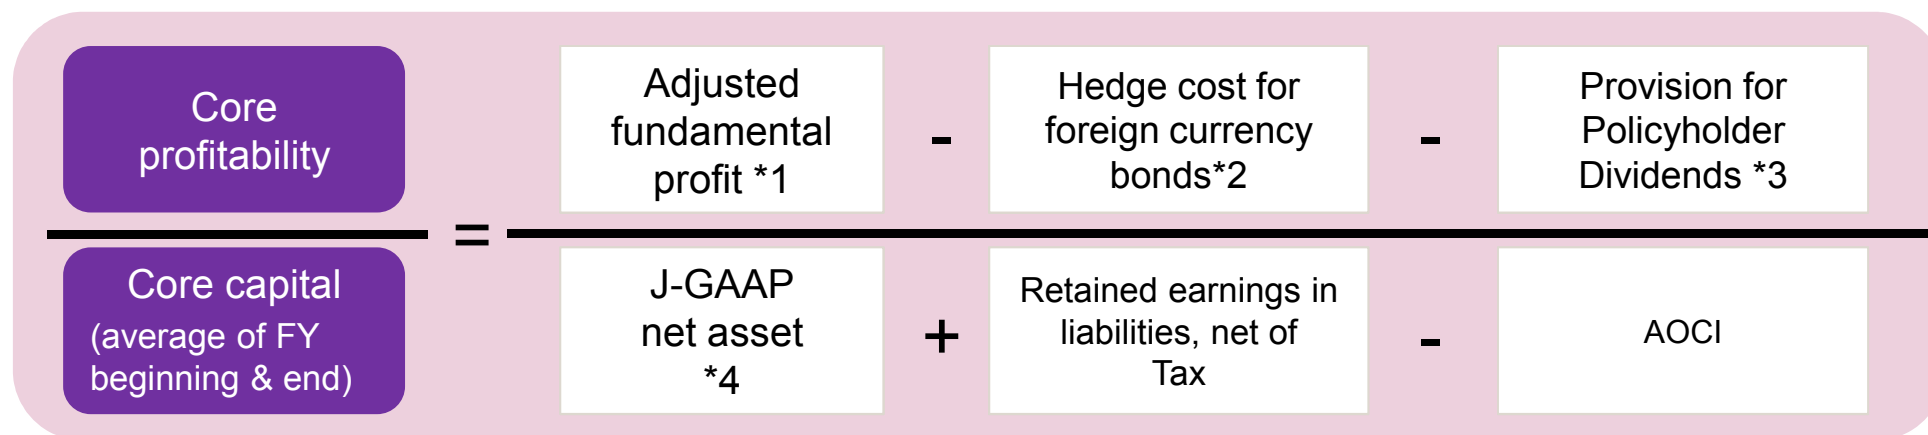 Core
profitability
Adjusted
fundamental
profit *1
-
Hedge cost for
foreign currency
bonds*2
-
Provision for
Policyholder
Dividends *3
=
Core capital
(average of FY
beginning & end)
J-GAAP
net asset
*4
+
Retained earnings in
liabilities, net of
Tax
-
AOCI